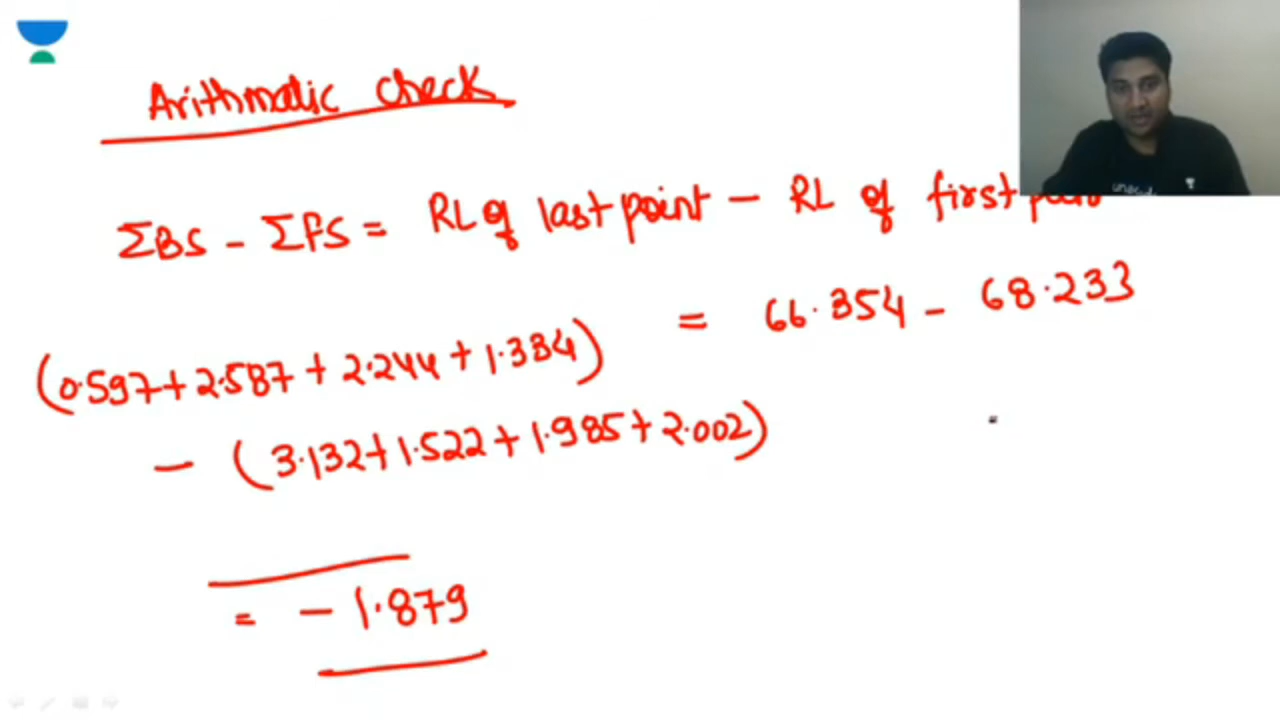 Arithmatic check
ΣBS - ΣFS = RL of last point - RL of first
(0.597+2.587+2.244+1.334) = 66.354 - 68.233
- (3.132+1.522+1.985+2.002)
= - 1.879